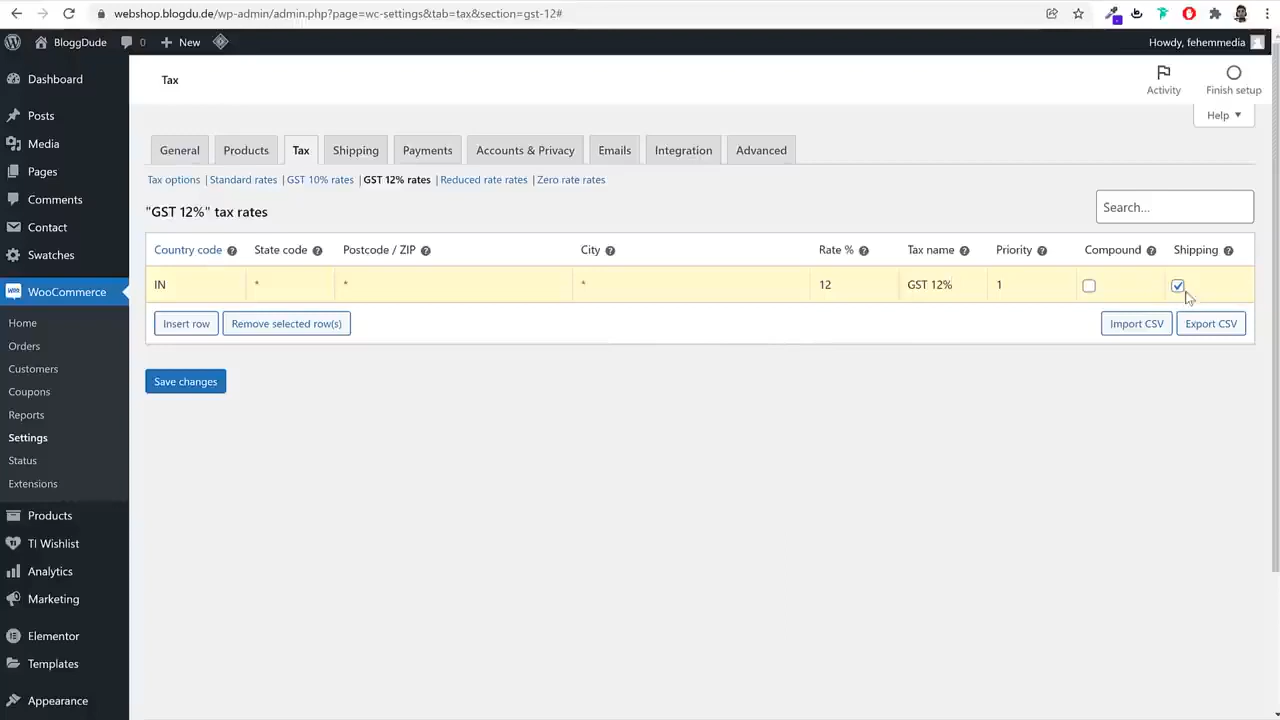 webshop.blogdu.de/wp-admin/admin.php?page=wc-settings&tab=tax&section=gst-12#
BloggDude 0 New Howdy, fehemmedia
Dashboard
Posts
Media
Pages
Comments
Contact
Swatches
WooCommerce
Home
Orders
Customers
Coupons
Reports
Settings
Status
Extensions
Products
TI Wishlist
Analytics
Marketing
Elementor
Templates
Appearance
Tax
Activity Finish setup
Help
General Products Tax Shipping Payments Accounts & Privacy Emails Integration Advanced
Tax options | Standard rates | GST 10% rates | GST 12% rates | Reduced rate rates | Zero rate rates
"GST 12%" tax rates
Search...
Country code ? State code ? Postcode / ZIP ? City ? Rate % ? Tax name ? Priority ? Compound ? Shipping ?
IN * * * 12 GST 12% 1
Insert row Remove selected row(s) Import CSV Export CSV
Save changes